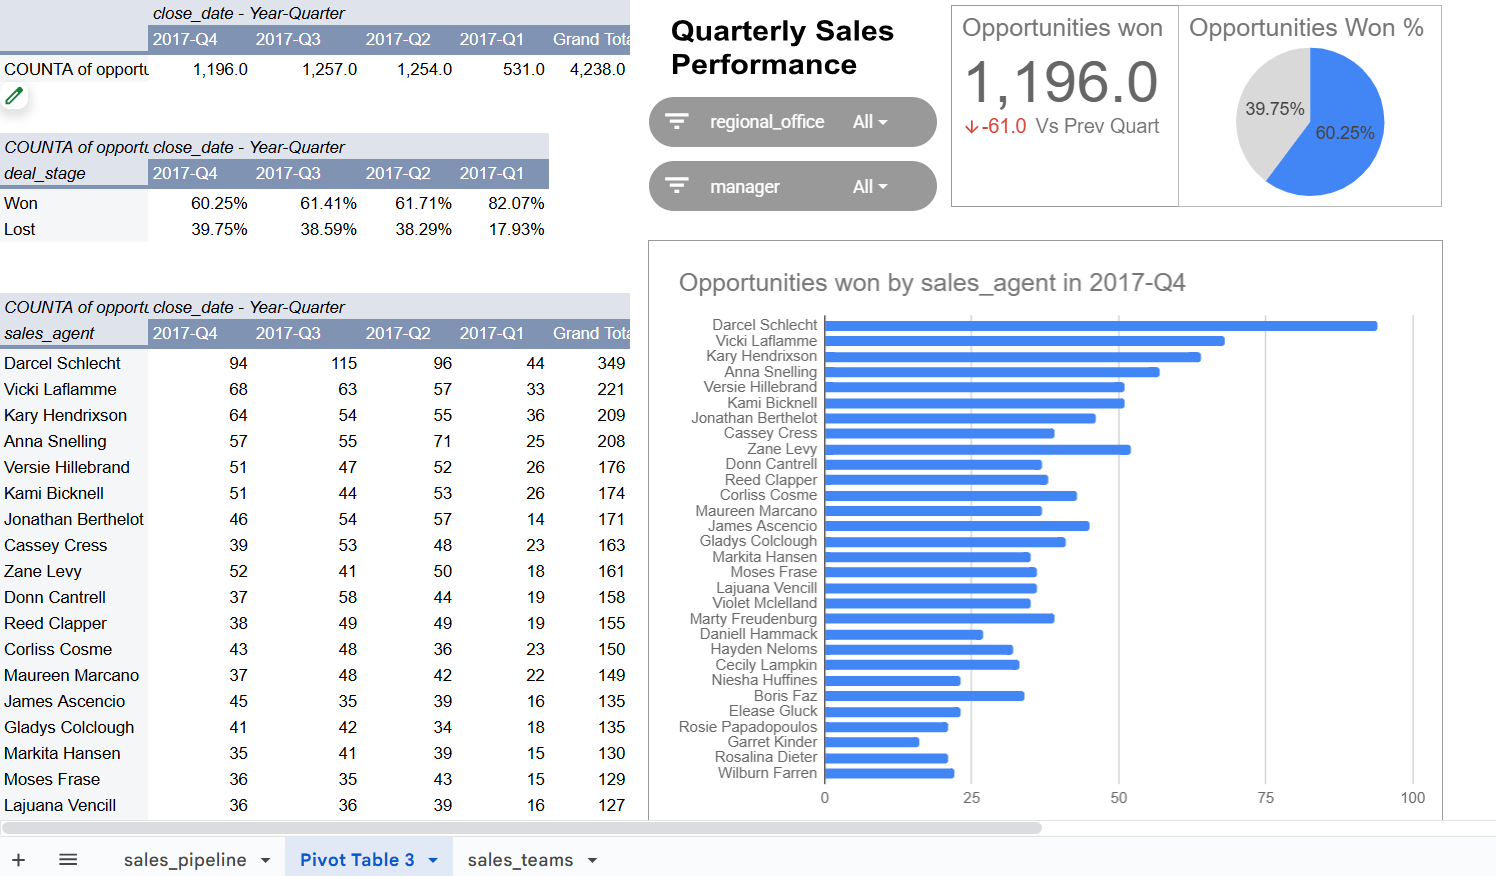 close_date - Year-Quarter
2017-Q4 2017-Q3 2017-Q2 2017-Q1 Grand Tota
COUNTA of opportu 1,196.0 1,257.0 1,254.0 531.0 4,238.0
COUNTA of opportu close_date - Year-Quarter
deal_stage 2017-Q4 2017-Q3 2017-Q2 2017-Q1
Won 60.25% 61.41% 61.71% 82.07%
Lost 39.75% 38.59% 38.29% 17.93%
COUNTA of opportu close_date - Year-Quarter
sales_agent 2017-Q4 2017-Q3 2017-Q2 2017-Q1 Grand Tota
Darcel Schlecht 94 115 96 44 349
Vicki Laflamme 68 63 57 33 221
Kary Hendrixson 64 54 55 36 209
Anna Snelling 57 55 71 25 208
Versie Hillebrand 51 47 52 26 176
Kami Bicknell 51 44 53 26 174
Jonathan Berthelot 46 54 57 14 171
Cassey Cress 39 53 48 23 163
Zane Levy 52 41 50 18 161
Donn Cantrell 37 58 44 19 158
Reed Clapper 38 49 49 19 155
Corliss Cosme 43 48 36 23 150
Maureen Marcano 37 48 42 22 149
James Ascencio 45 35 39 16 135
Gladys Colclough 41 42 34 18 135
Markita Hansen 35 41 39 15 130
Moses Frase 36 35 43 15 129
Lajuana Vencill 36 36 39 16 127
Quarterly Sales
Performance
regional_office All
manager All
Opportunities won
1,196.0
-61.0 Vs Prev Quart
Opportunities Won %
39.75%
60.25%
Opportunities won by sales_agent in 2017-Q4
Darcel Schlecht
Vicki Laflamme
Kary Hendrixson
Anna Snelling
Versie Hillebrand
Kami Bicknell
Jonathan Berthelot
Cassey Cress
Zane Levy
Donn Cantrell
Reed Clapper
Corliss Cosme
Maureen Marcano
James Ascencio
Gladys Colclough
Markita Hansen
Moses Frase
Lajuana Vencill
Violet Mclelland
Marty Freudenburg
Daniell Hammack
Hayden Neloms
Cecily Lampkin
Niesha Huffines
Boris Faz
Elease Gluck
Rosie Papadopoulos
Garret Kinder
Rosalina Dieter
Wilburn Farren
0 25 50 75 100
sales_pipeline Pivot Table 3 sales_teams